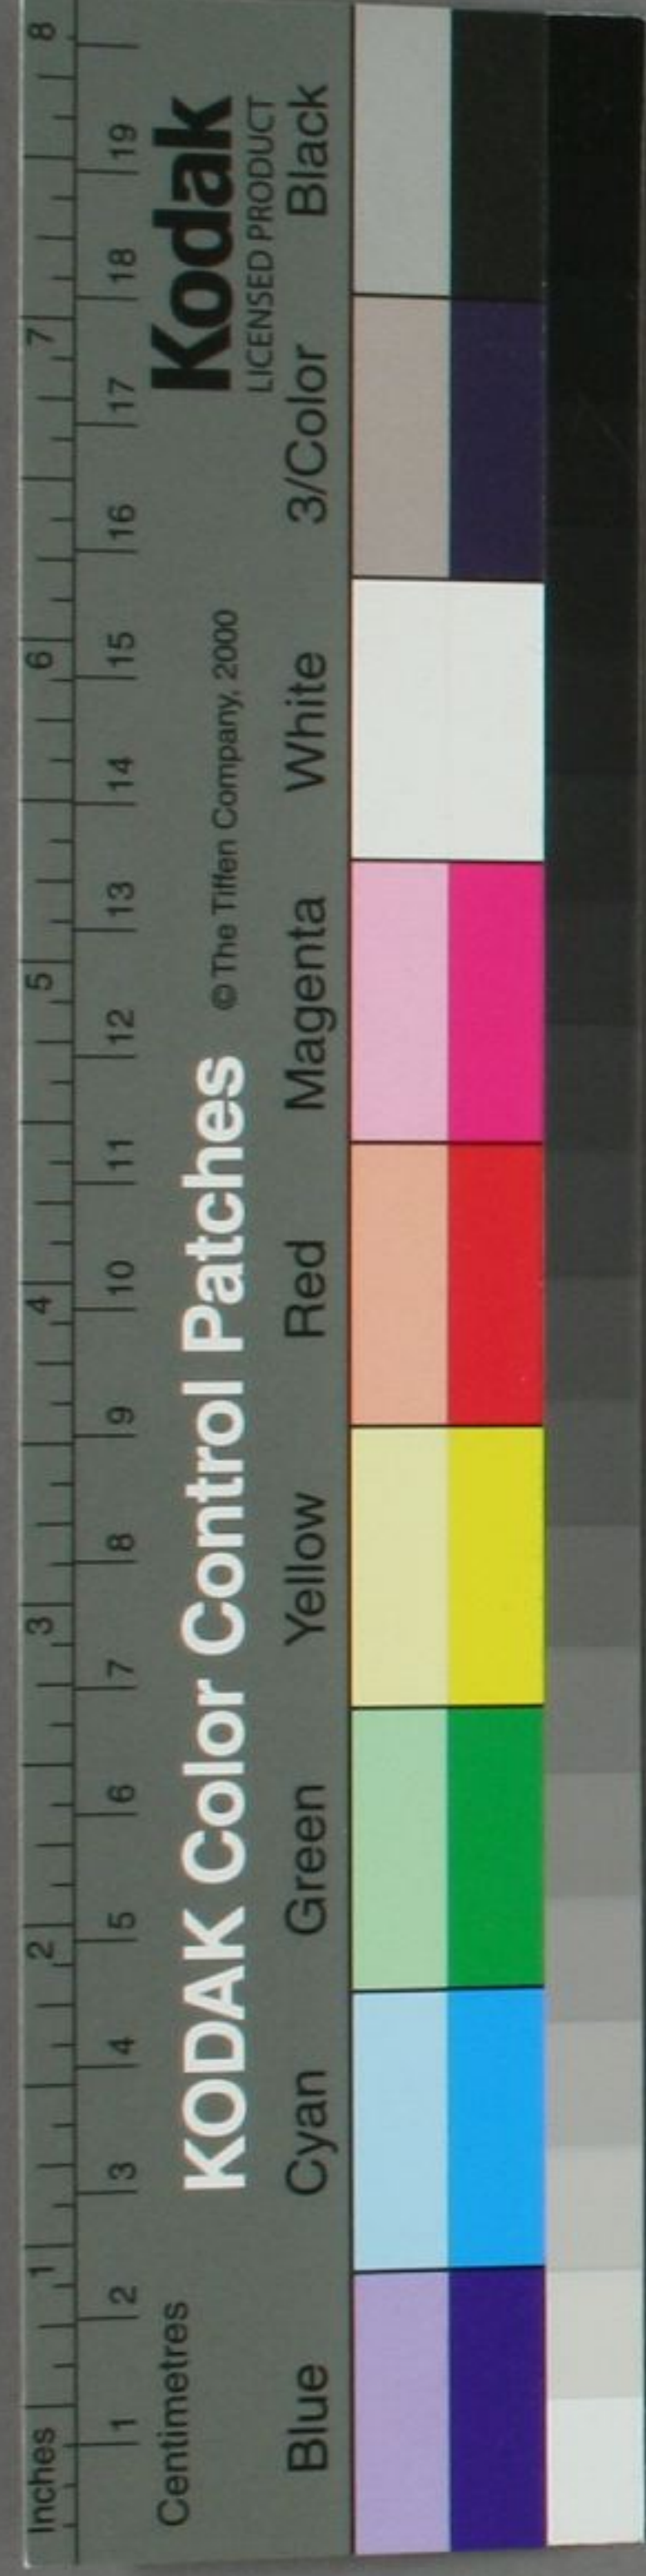 Inches 1 2 3 4 5 6 7 8
1 2 3 4 5 6 7 8 9 10 11 12 13 14 15 16 17 18 19
Centimetres
KODAK Color Control Patches © The Tiffen Company, 2000 Kodak
LICENSED PRODUCT
Blue Cyan Green Yellow Red Magenta White 3/Color Black